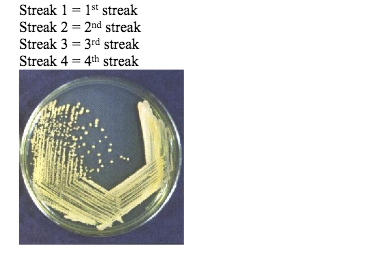 Streak 1 = 1st streak
Streak 2 = 2nd streak
Streak 3 = 3rd streak
Streak 4 = 4th streak